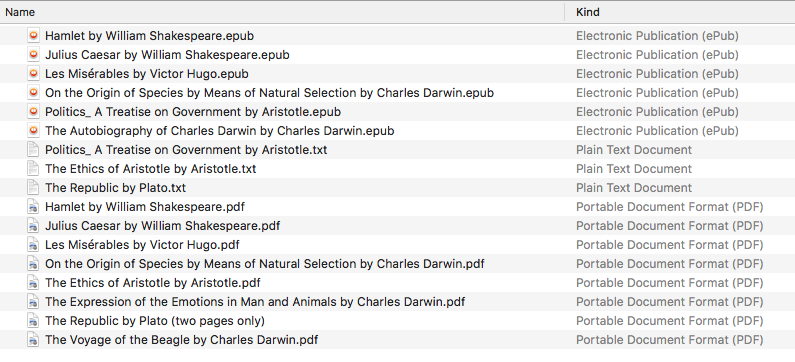 Name Kind
Hamlet by William Shakespeare.epub Electronic Publication (ePub)
Julius Caesar by William Shakespeare.epub Electronic Publication (ePub)
Les Misérables by Victor Hugo.epub Electronic Publication (ePub)
On the Origin of Species by Means of Natural Selection by Charles Darwin.epub Electronic Publication (ePub)
Politics_ A Treatise on Government by Aristotle.epub Electronic Publication (ePub)
The Autobiography of Charles Darwin by Charles Darwin.epub Electronic Publication (ePub)
Politics_ A Treatise on Government by Aristotle.txt Plain Text Document
The Ethics of Aristotle by Aristotle.txt Plain Text Document
The Republic by Plato.txt Plain Text Document
Hamlet by William Shakespeare.pdf Portable Document Format (PDF)
Julius Caesar by William Shakespeare.pdf Portable Document Format (PDF)
Les Misérables by Victor Hugo.pdf Portable Document Format (PDF)
On the Origin of Species by Means of Natural Selection by Charles Darwin.pdf Portable Document Format (PDF)
The Ethics of Aristotle by Aristotle.pdf Portable Document Format (PDF)
The Expression of the Emotions in Man and Animals by Charles Darwin.pdf Portable Document Format (PDF)
The Republic by Plato (two pages only) Portable Document Format (PDF)
The Voyage of the Beagle by Charles Darwin.pdf Portable Document Format (PDF)